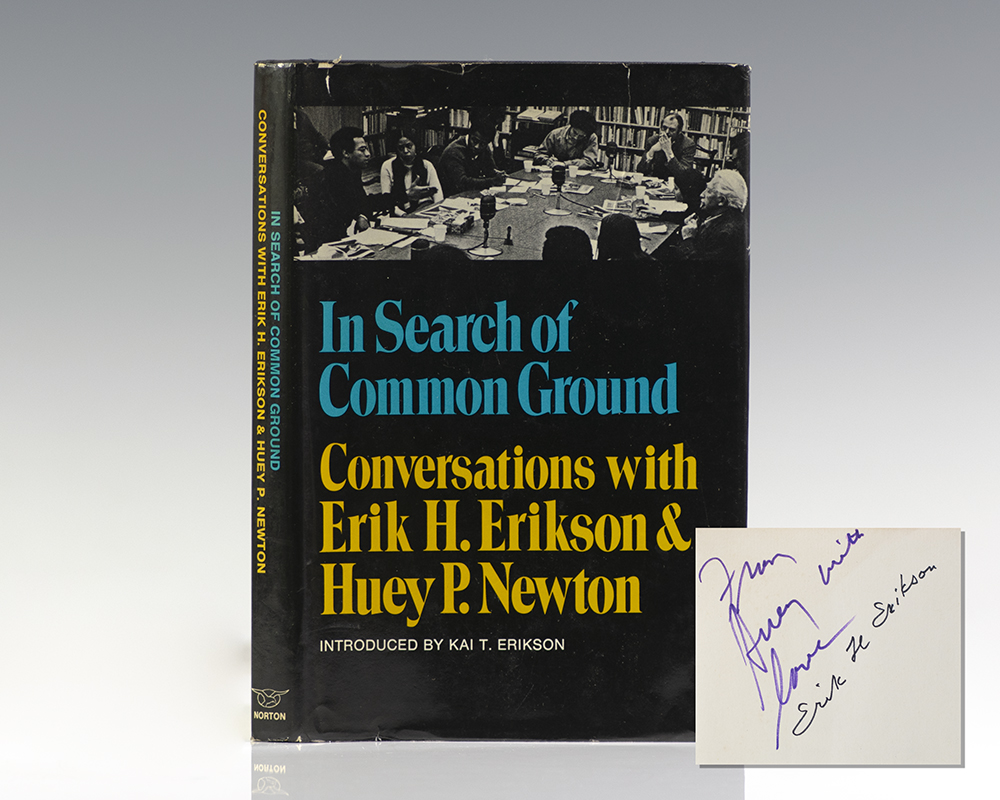 CONVERSATIONS WITH ERIK H. ERIKSON & HUEY P. NEWTON
IN SEARCH OF COMMON GROUND
NORTON
In Search of
Common Ground
Conversations with
Erik H. Erikson &
Huey P. Newton
INTRODUCED BY KAI T. ERIKSON
From
Huey with
love
Erik H Erikson